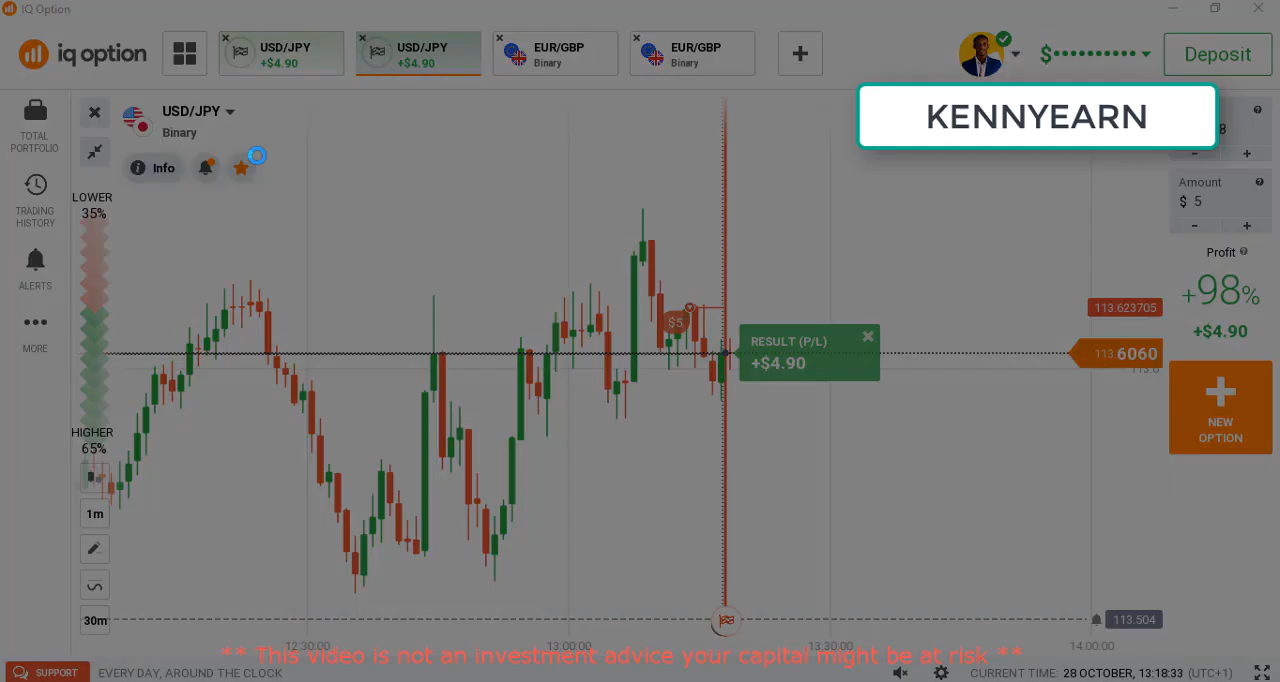 IQ Option
iq option
USD/JPY
+$4.90
USD/JPY
+$4.90
EUR/GBP
Binary
EUR/GBP
Binary
$••••••••••
Deposit
KENNYEARN
TOTAL
PORTFOLIO
TRADING
HISTORY
ALERTS
MORE
USD/JPY
Binary
Info
LOWER
35%
HIGHER
65%
1m
30m
$5
RESULT (P/L)
+$4.90
8
- +
Amount
$ 5
- +
Profit
+98%
+$4.90
NEW
OPTION
113.623705
113 6060
113.0
113.504
12:30:00
13:00:00
13:30:00
14:00:00
** This video is not an investment advice your capital might be at risk **
SUPPORT
EVERY DAY, AROUND THE CLOCK
CURRENT TIME: 28 OCTOBER, 13:18:33 (UTC+1)